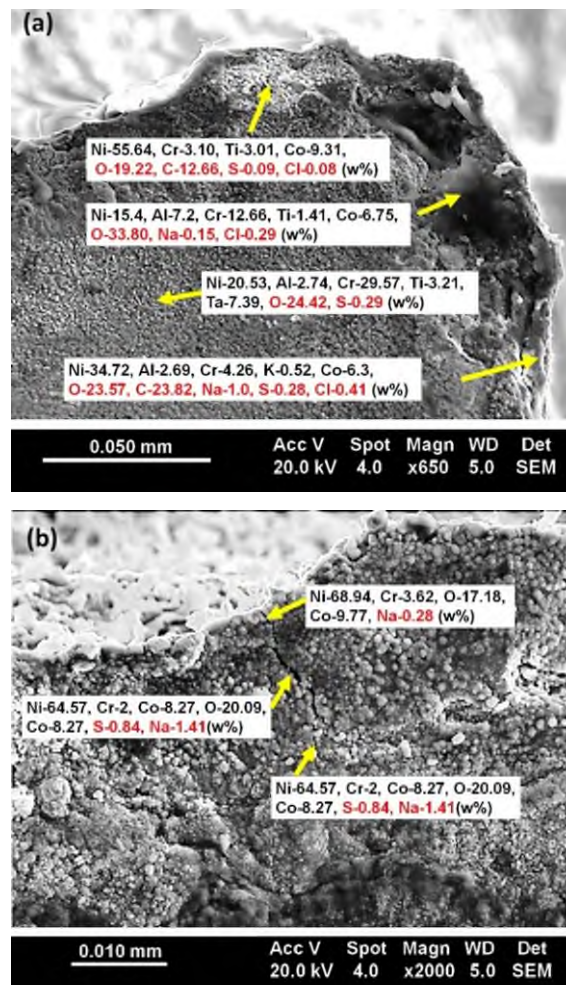 (a)
Ni-55.64, Cr-3.10, Ti-3.01, Co-9.31,
O-19.22, C-12.66, S-0.09, Cl-0.08 (w%)
Ni-15.4, Al-7.2, Cr-12.66, Ti-1.41, Co-6.75,
O-33.80, Na-0.15, Cl-0.29 (w%)
Ni-20.53, Al-2.74, Cr-29.57, Ti-3.21,
Ta-7.39, O-24.42, S-0.29 (w%)
Ni-34.72, Al-2.69, Cr-4.26, K-0.52, Co-6.3,
O-23.57, C-23.82, Na-1.0, S-0.28, Cl-0.41 (w%)
0.050 mm
Acc V Spot Magn WD Det
20.0 kV 4.0 x650 5.0 SEM
(b)
Ni-68.94, Cr-3.62, O-17.18,
Co-9.77, Na-0.28 (w%)
Ni-64.57, Cr-2, Co-8.27, O-20.09,
Co-8.27, S-0.84, Na-1.41(w%)
Ni-64.57, Cr-2, Co-8.27, O-20.09,
Co-8.27, S-0.84, Na-1.41(w%)
0.010 mm
Acc V Spot Magn WD Det
20.0 kV 4.0 x2000 5.0 SEM